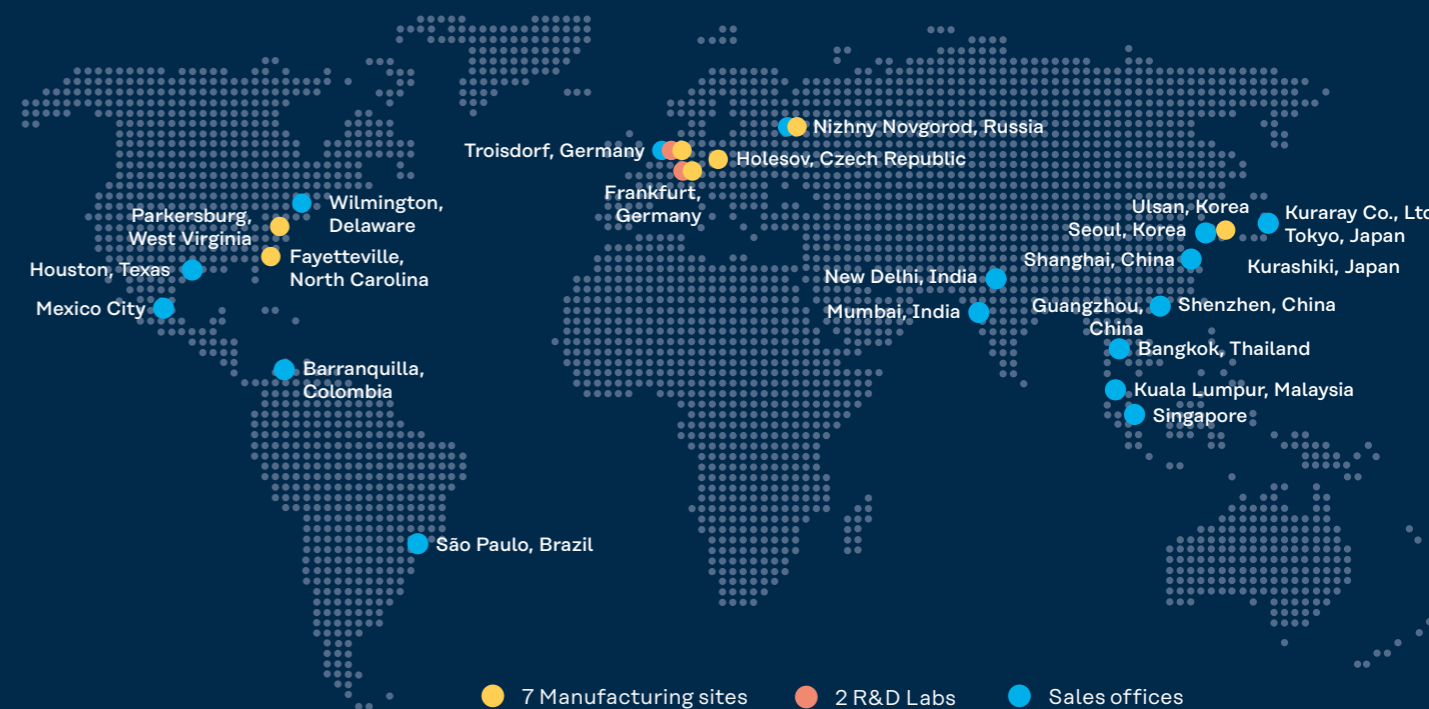 Nizhny Novgorod, Russia
Troisdorf, Germany
Holesov, Czech Republic
Frankfurt,
Germany
Wilmington,
Delaware
Parkersburg,
West Virginia
Fayetteville,
North Carolina
Houston, Texas
Mexico City
Barranquilla,
Colombia
São Paulo, Brazil
Ulsan, Korea
Seoul, Korea
Kuraray Co., Ltd
Tokyo, Japan
Shanghai, China
Kurashiki, Japan
New Delhi, India
Mumbai, India
Guangzhou,
China
Shenzhen, China
Bangkok, Thailand
Kuala Lumpur, Malaysia
Singapore
7 Manufacturing sites
2 R&D Labs
Sales offices